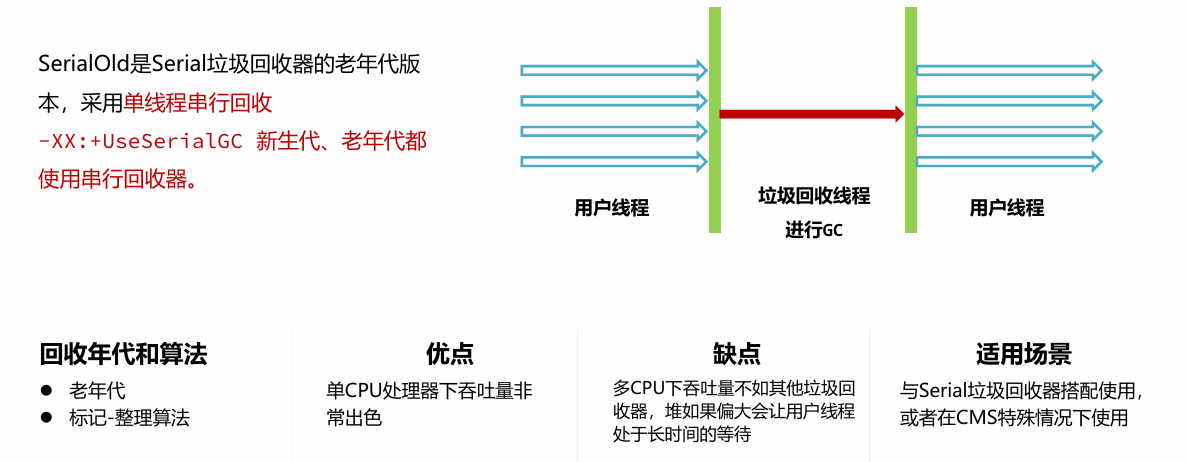 SerialOld是Serial垃圾回收器的老年代版
本，采用单线程串行回收
-XX:+UseSerialGC 新生代、老年代都
使用串行回收器。
用户线程
垃圾回收线程
进行GC
用户线程
回收年代和算法
● 老年代
● 标记-整理算法
优点
单CPU处理器下吞吐量非
常出色
缺点
多CPU下吞吐量不如其他垃圾回
收器，堆如果偏大会让用户线程
处于长时间的等待
适用场景
与Serial垃圾回收器搭配使用，
或者在CMS特殊情况下使用